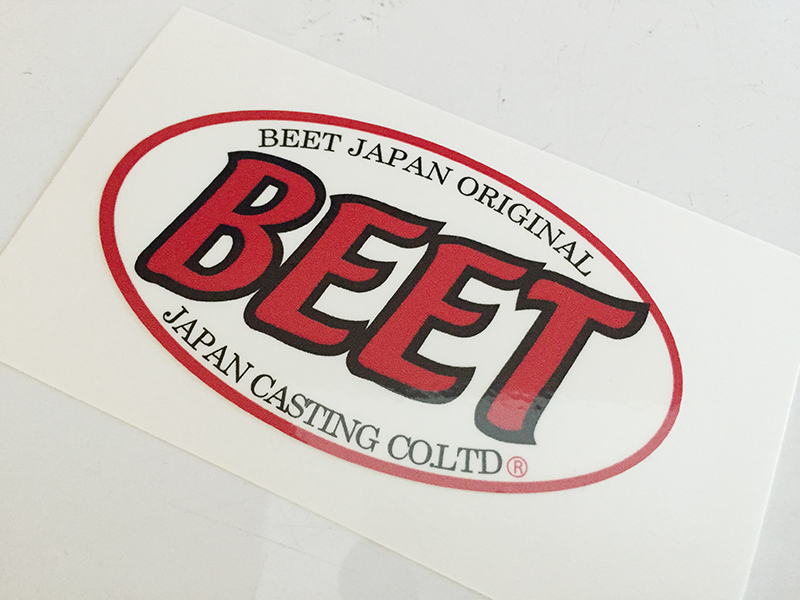 BEET JAPAN ORIGINAL
BEET
JAPAN CASTING CO.LTD®